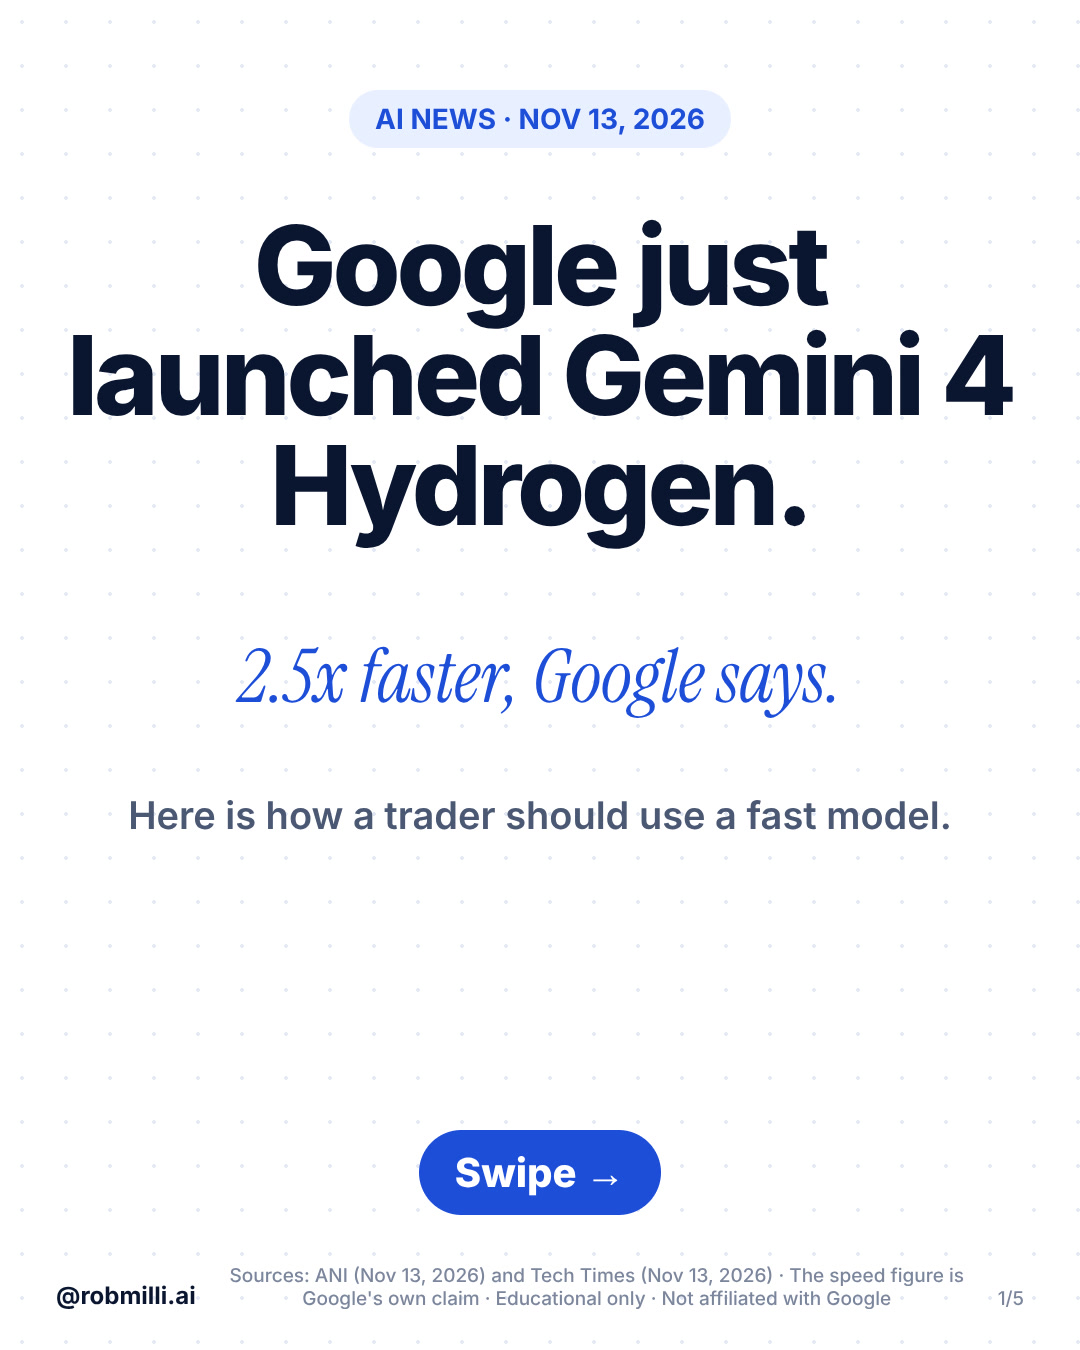 AI NEWS · NOV 13, 2026
Google just
launched Gemini 4
Hydrogen.
2.5x faster, Google says.
Here is how a trader should use a fast model.
Swipe →
@robmilli.ai
Sources: ANI (Nov 13, 2026) and Tech Times (Nov 13, 2026) · The speed figure is
Google's own claim · Educational only · Not affiliated with Google
1/5